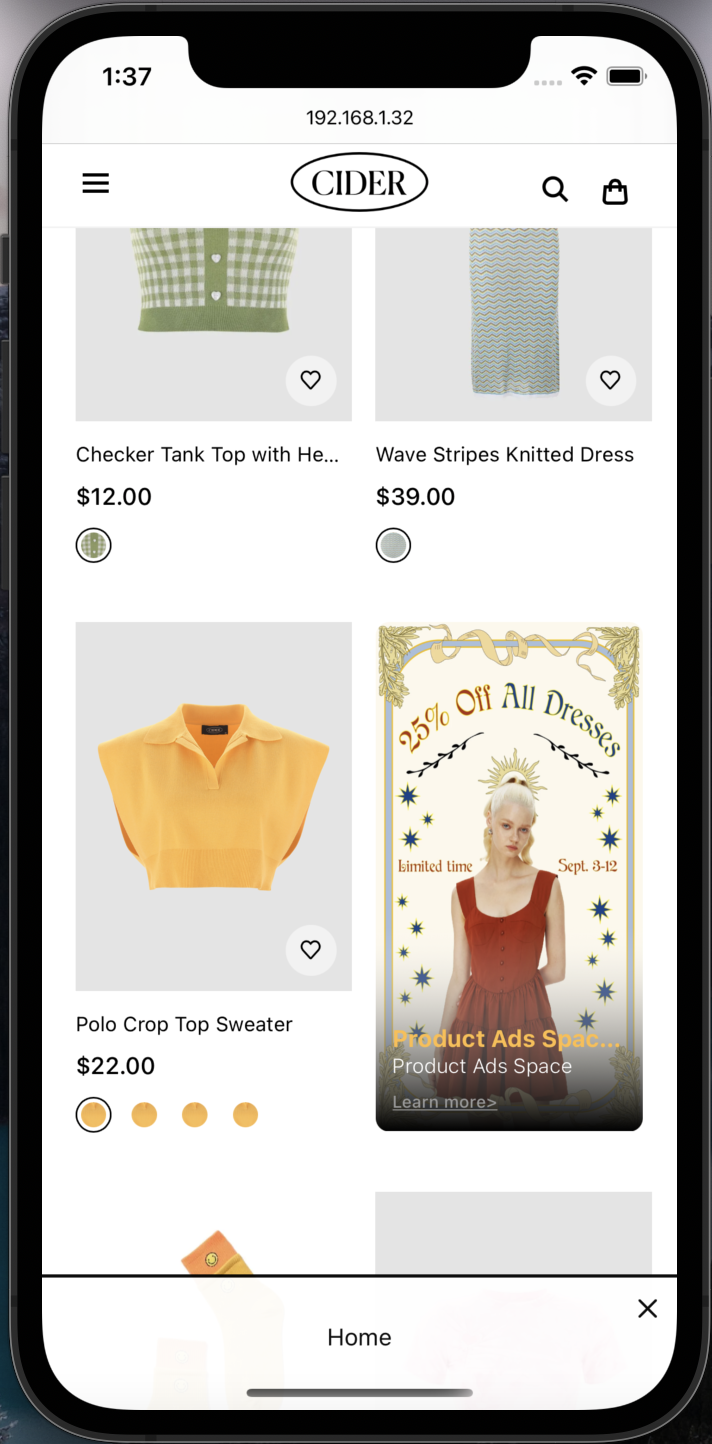 1:37
192.168.1.32
CIDER
Checker Tank Top with He...
$12.00
Wave Stripes Knitted Dress
$39.00
25% Off All Dresses
Limited time
Sept. 3-12
Product Ads Spac...
Product Ads Space
Learn more>
Polo Crop Top Sweater
$22.00
Home